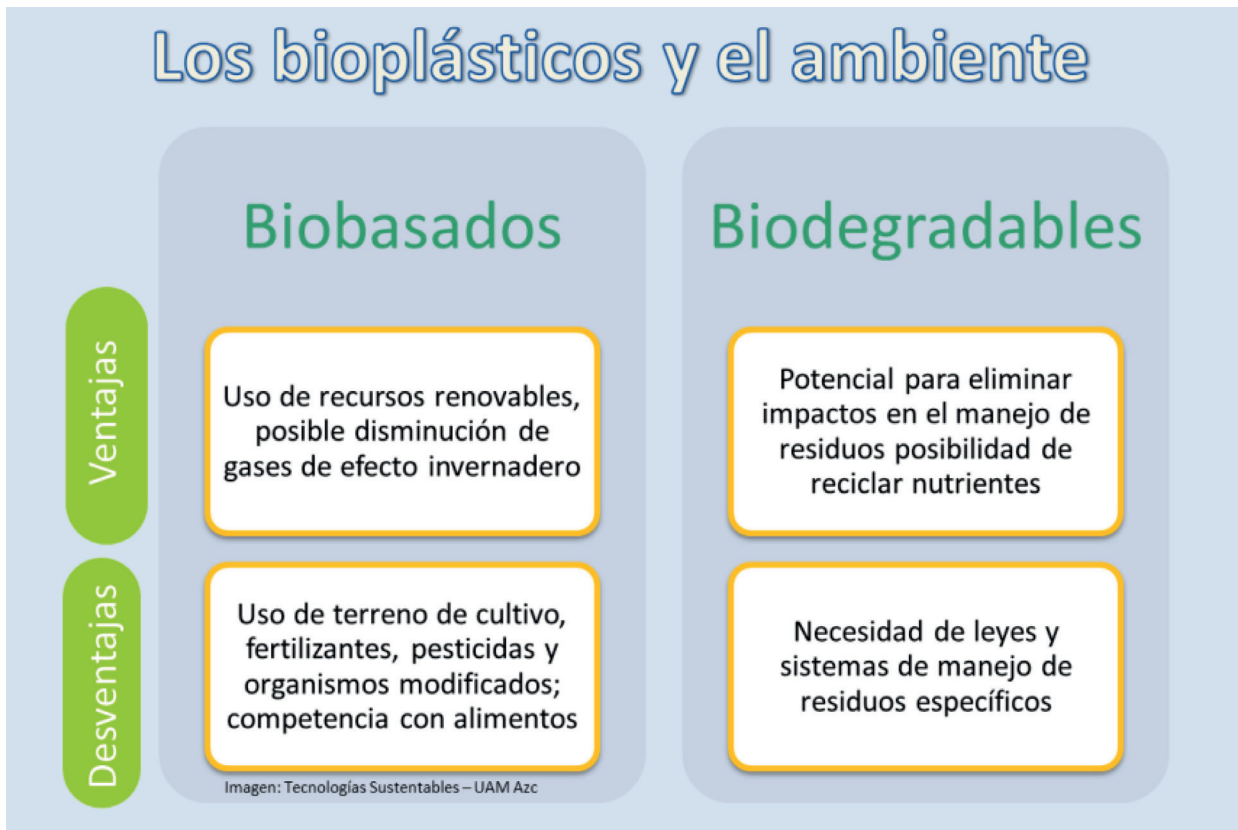 Los bioplásticos y el ambiente
Biobasados
Biodegradables
Ventajas
Uso de recursos renovables,
posible disminución de
gases de efecto invernadero
Potencial para eliminar
impactos en el manejo de
residuos posibilidad de
reciclar nutrientes
Desventajas
Uso de terreno de cultivo,
fertilizantes, pesticidas y
organismos modificados;
competencia con alimentos
Necesidad de leyes y
sistemas de manejo de
residuos específicos
Imagen: Tecnologías Sustentables – UAM Azc